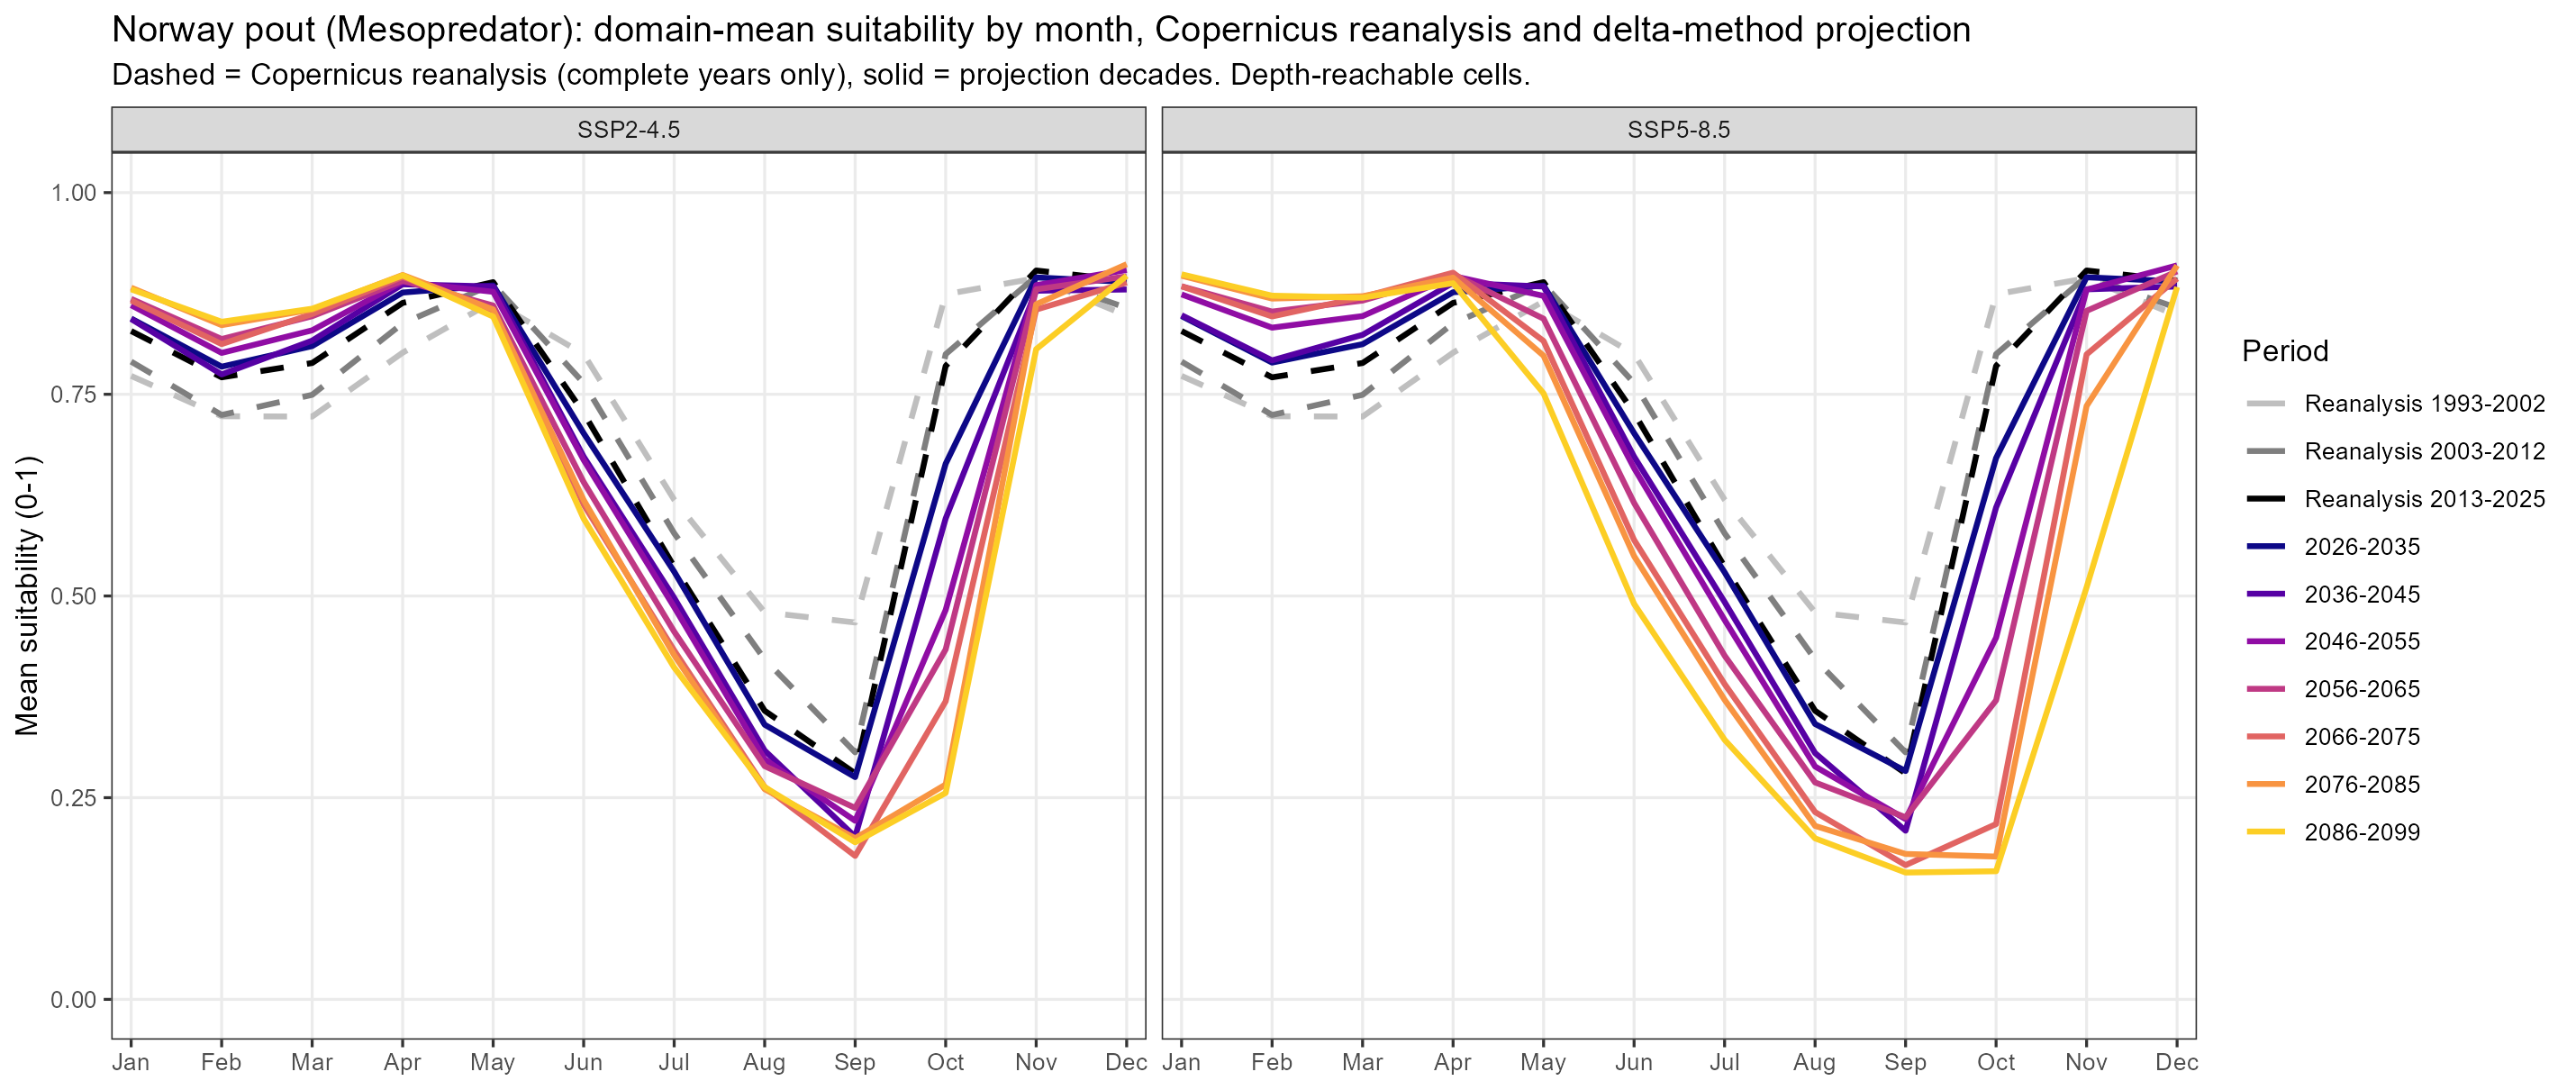 Norway pout (Mesopredator): domain-mean suitability by month, Copernicus reanalysis and delta-method projection
Dashed = Copernicus reanalysis (complete years only), solid = projection decades. Depth-reachable cells.
SSP2-4.5
SSP5-8.5
Mean suitability (0-1)
1.00
0.75
0.50
0.25
0.00
Jan Feb Mar Apr May Jun Jul Aug Sep Oct Nov Dec
Jan Feb Mar Apr May Jun Jul Aug Sep Oct Nov Dec
Period
Reanalysis 1993-2002
Reanalysis 2003-2012
Reanalysis 2013-2025
2026-2035
2036-2045
2046-2055
2056-2065
2066-2075
2076-2085
2086-2099